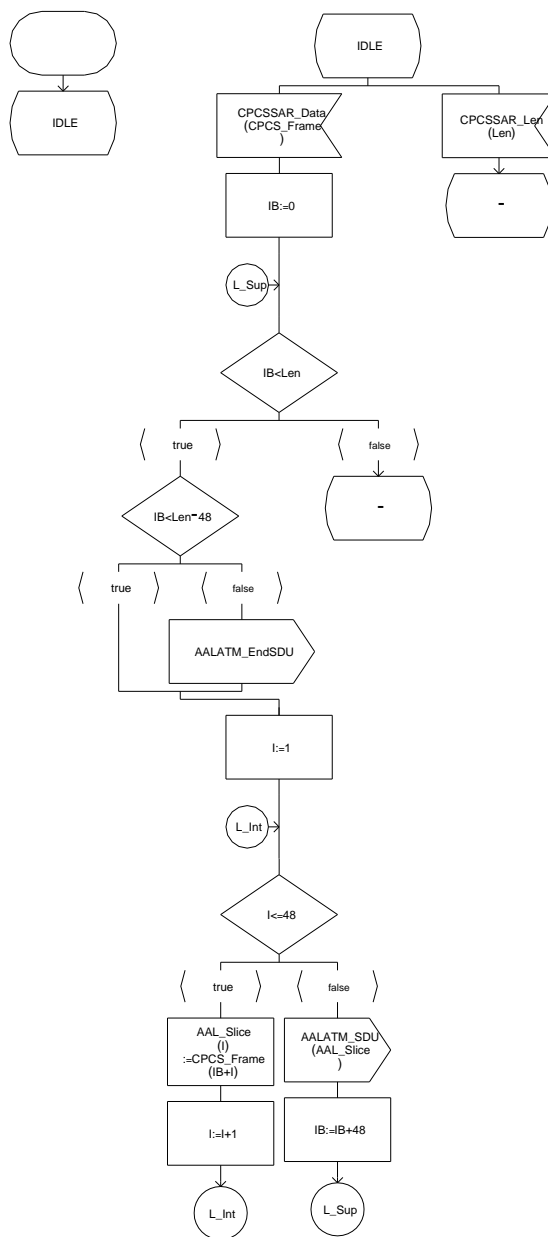 IDLE
IDLE
CPCSSAR_Data
(CPCS_Frame
)
CPCSSAR_Len
(Len)
IB:=0
-
L_Sup
IB<Len
true
false
IB<Len-48
-
true
false
AALATM_EndSDU
I:=1
L_Int
I<=48
true
false
AAL_Slice
(I)
:=CPCS_Frame
(IB+I)
AALATM_SDU
(AAL_Slice
)
I:=I+1
IB:=IB+48
L_Int
L_Sup